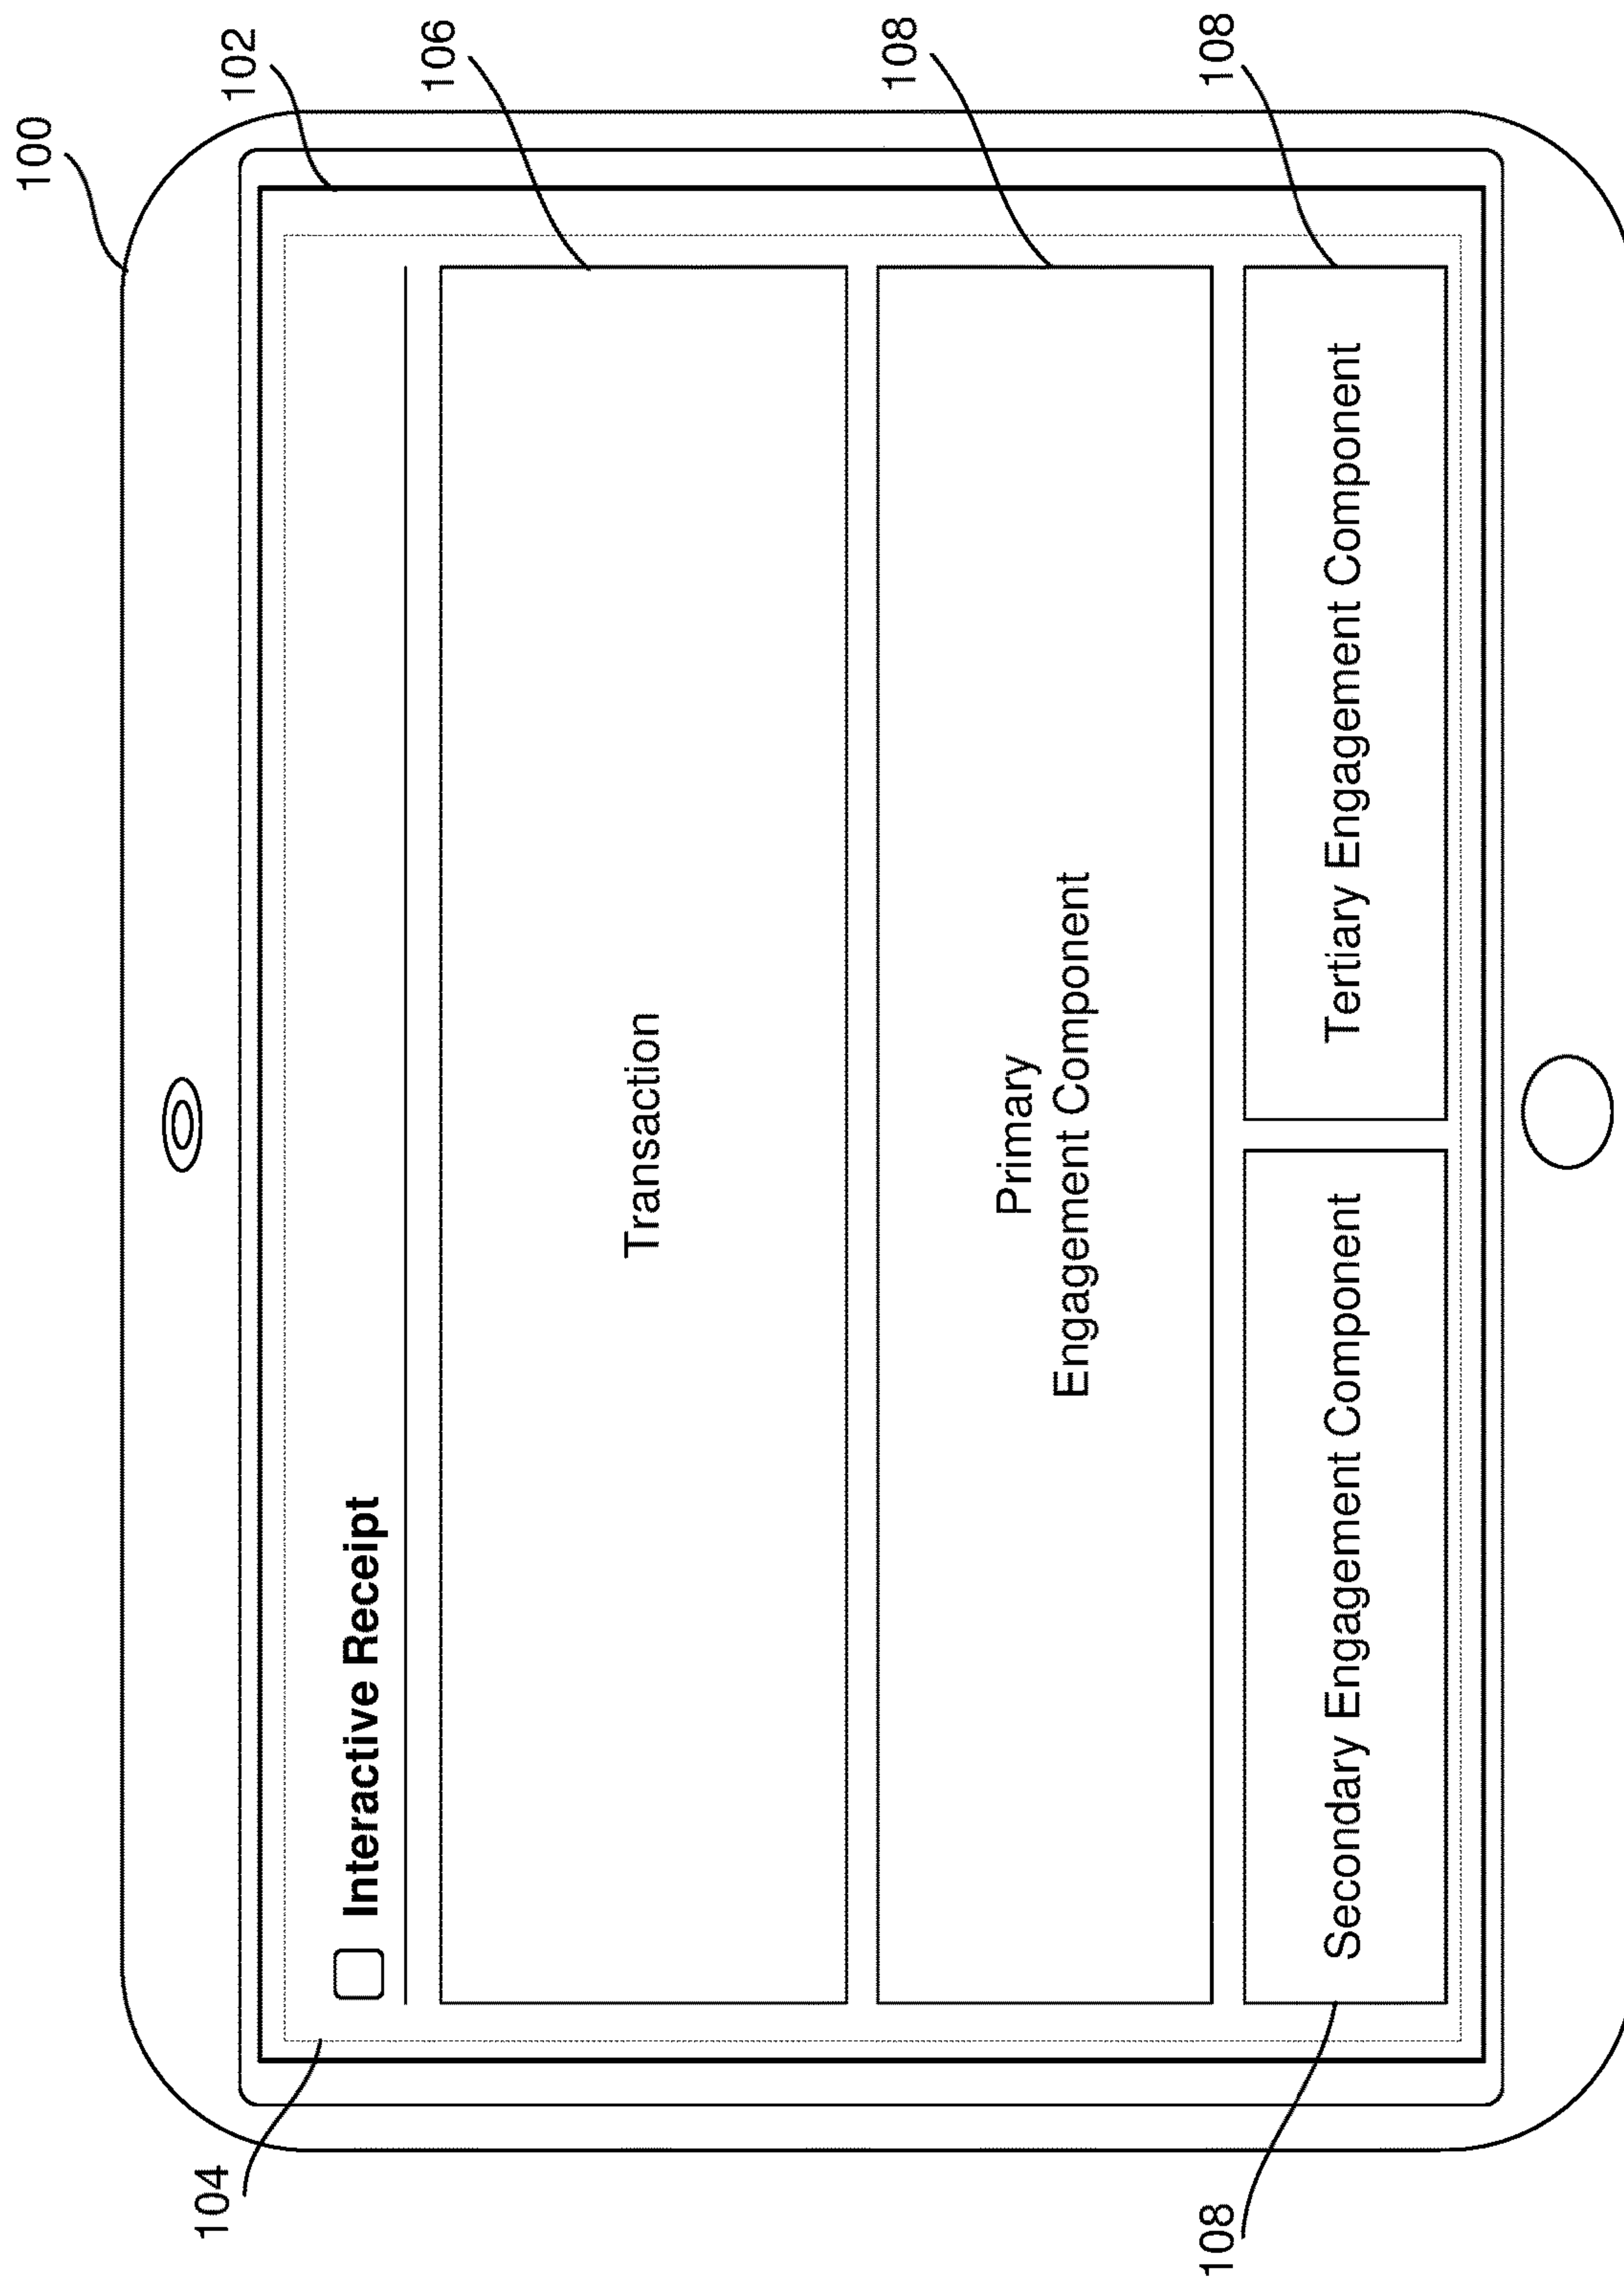 100
102
106
108
108
Interactive Receipt
Transaction
Primary
Engagement Component
Secondary Engagement Component
Tertiary Engagement Component
104
108